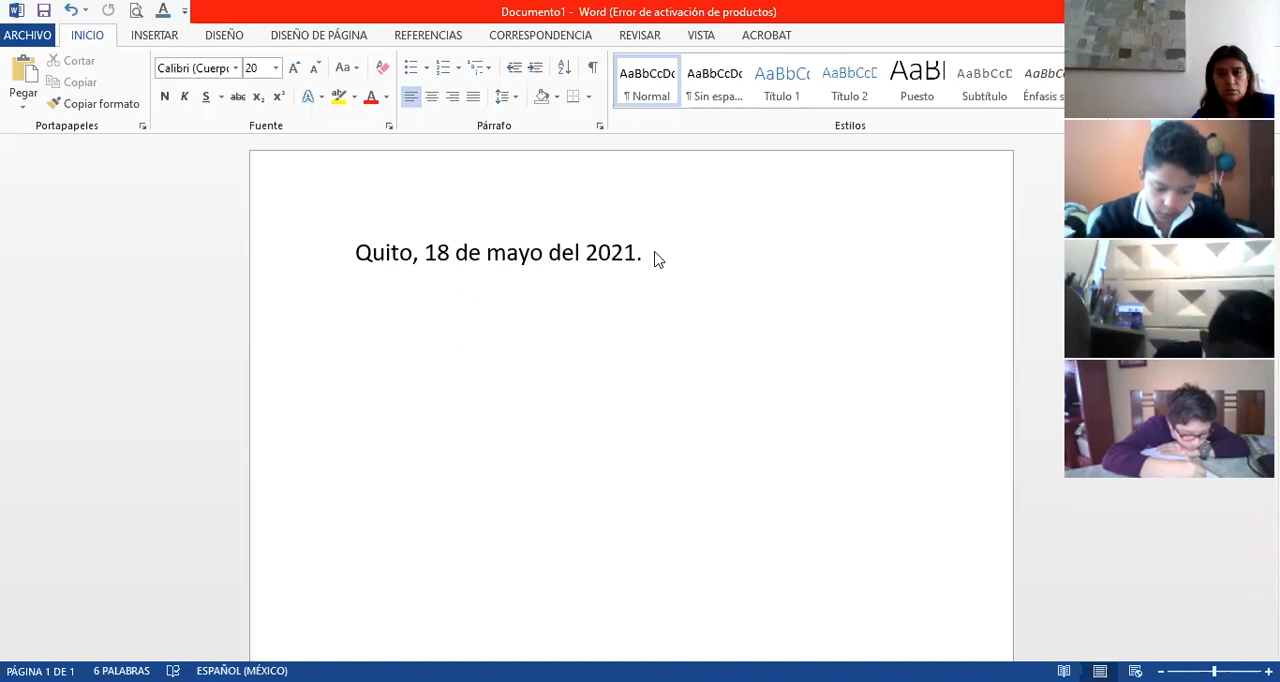 Documento1 - Word (Error de activación de productos)
ARCHIVO INICIO INSERTAR DISEÑO DISEÑO DE PÁGINA REFERENCIAS CORRESPONDENCIA REVISAR VISTA ACROBAT
Pegar
Cortar
Copiar
Copiar formato
Portapapeles
Calibri (Cuerpo 20
Aa
N K S abc x₂ x²
Fuente
Párrafo
AaBbCcDc AaBbCcDc AaBbCc AaBbCcD AaBl AaBbCcD AaBbCc
¶ Normal ¶ Sin espa... Título 1 Título 2 Puesto Subtítulo Énfasis s
Estilos
Quito, 18 de mayo del 2021.
PÁGINA 1 DE 1 6 PALABRAS ESPAÑOL (MÉXICO)